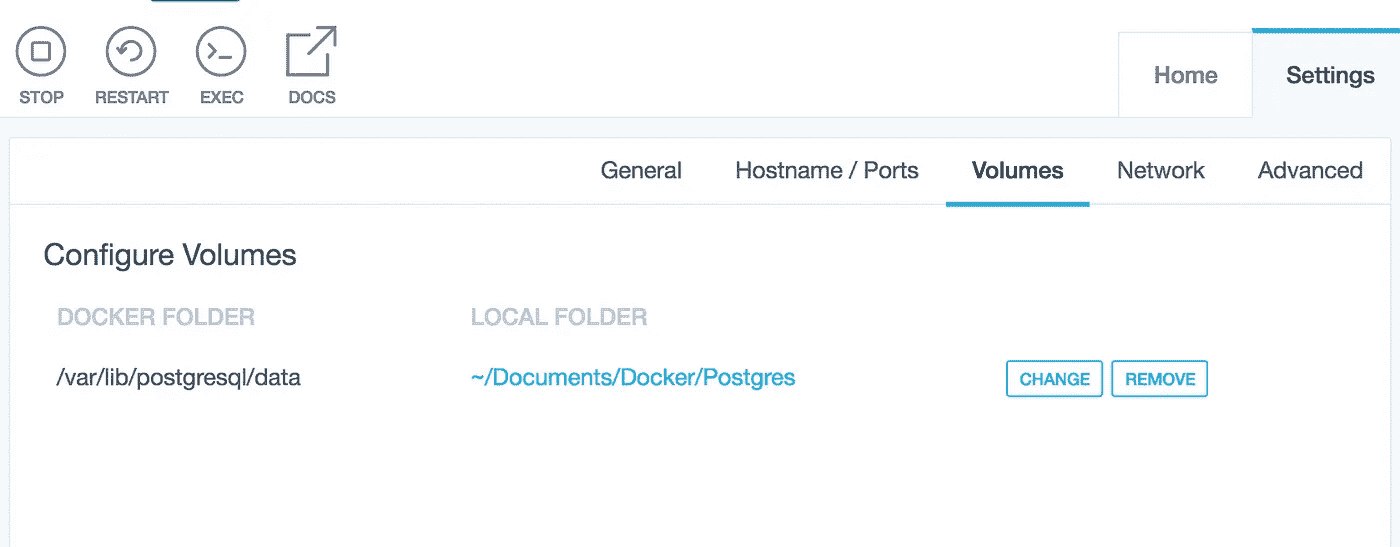 STOP RESTART EXEC DOCS
Home Settings
General Hostname / Ports Volumes Network Advanced
Configure Volumes
DOCKER FOLDER LOCAL FOLDER
/var/lib/postgresql/data ~/Documents/Docker/Postgres CHANGE REMOVE